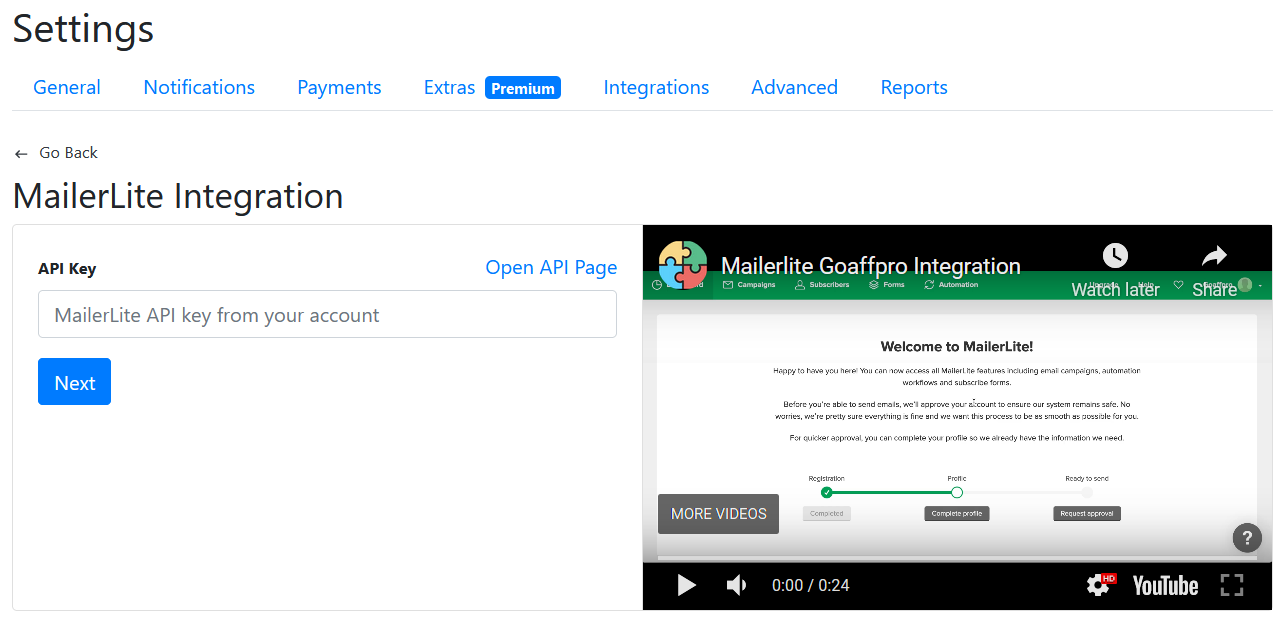 Settings
General Notifications Payments Extras Premium Integrations Advanced Reports
← Go Back
MailerLite Integration
API Key Open API Page
MailerLite API key from your account
Next
Mailerlite Goaffpro Integration
Watch later Share
Campaigns Subscribers Forms Automation
Welcome to MailerLite!
Happy to have you here! You can now access all MailerLite features including email campaigns, automation
workflows and subscribe forms.
Before you're able to send emails, we'll approve your account to ensure our system remains safe. No
worries, we're pretty sure everything is fine and we want this process to be as smooth as possible for you.
For quicker approval, you can complete your profile so we already have the information we need.
Registration Profile Ready to send
Completed Complete profile Request approval
MORE VIDEOS
?
0:00 / 0:24 HD YouTube